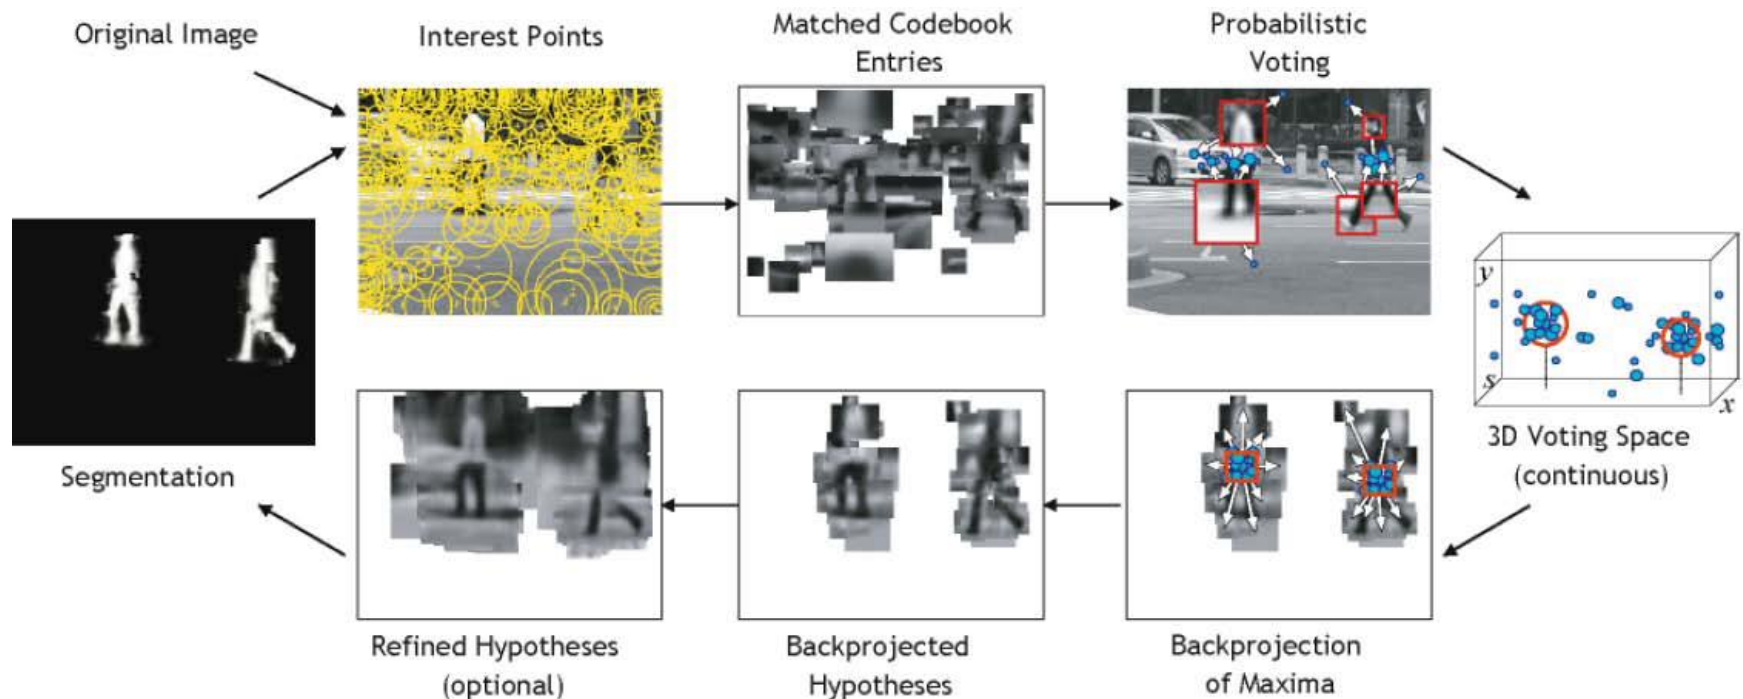 Original Image
Interest Points
Matched Codebook
Entries
Probabilistic
Voting
y
s
x
3D Voting Space
(continuous)
Segmentation
Refined Hypotheses
(optional)
Backprojected
Hypotheses
Backprojection
of Maxima